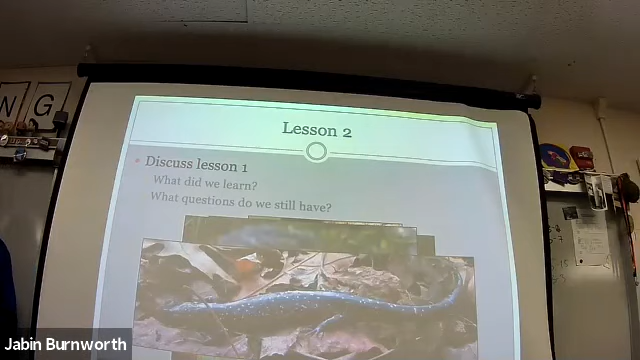 N G
Lesson 2
Discuss lesson 1
What did we learn?
What questions do we still have?
Jabin Burnworth